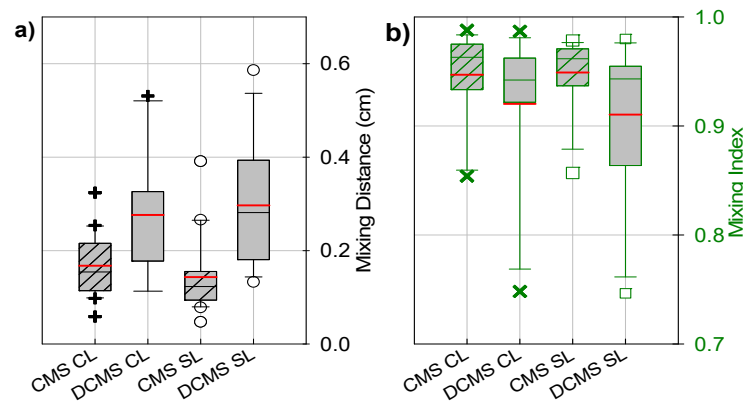 a)
0.6
0.4
0.2
0.0
Mixing Distance (cm)
CMS CL
DCMS CL
CMS SL
DCMS SL
b)
1.0
0.9
0.8
0.7
Mixing Index
CMS CL
DCMS CL
CMS SL
DCMS SL